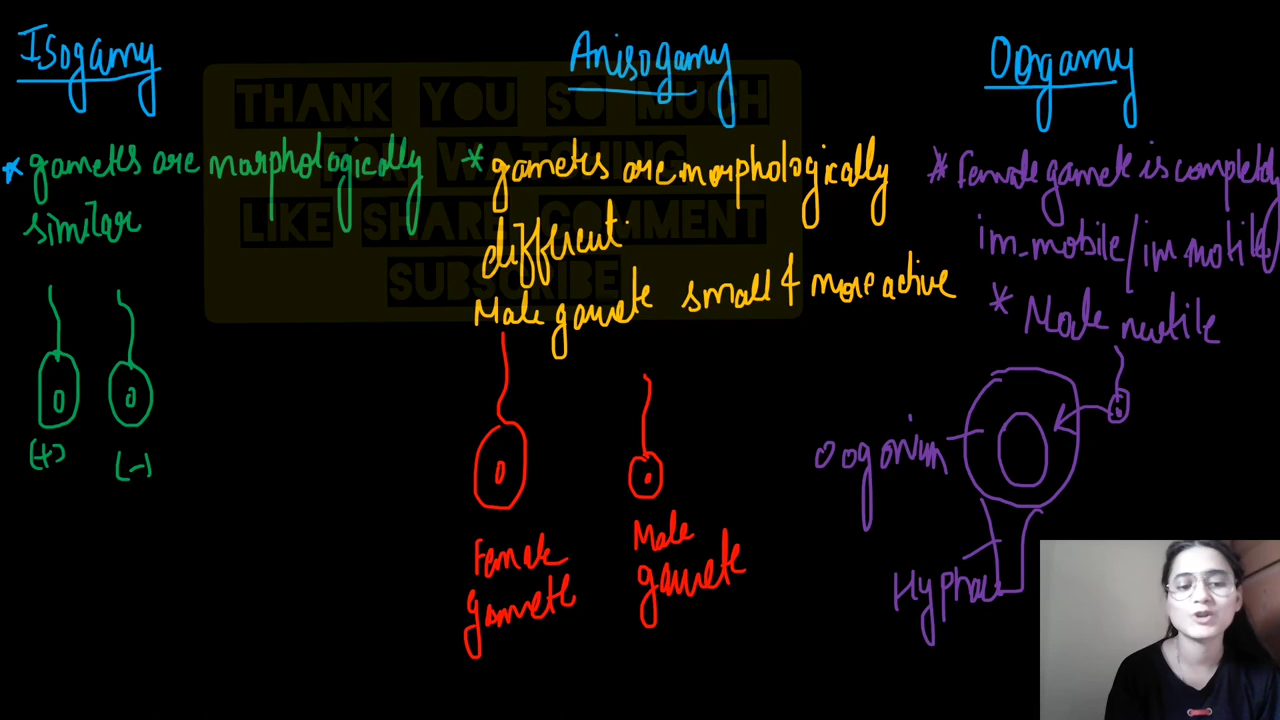 Isogamy
* gametes are morphologically
similar
(+)
(-)
Anisogamy
* gametes are morphologically
different
Male gamete small & more active
Female
gamete
Male
gamete
Oogamy
* Female gamete is completely
im-mobile/immotile
* Male motile
Oogonium
Hyphae
THANK YOU SO MUCH
FOR WATCHING
LIKE SHARE COMMENT
SUBSCRIBE